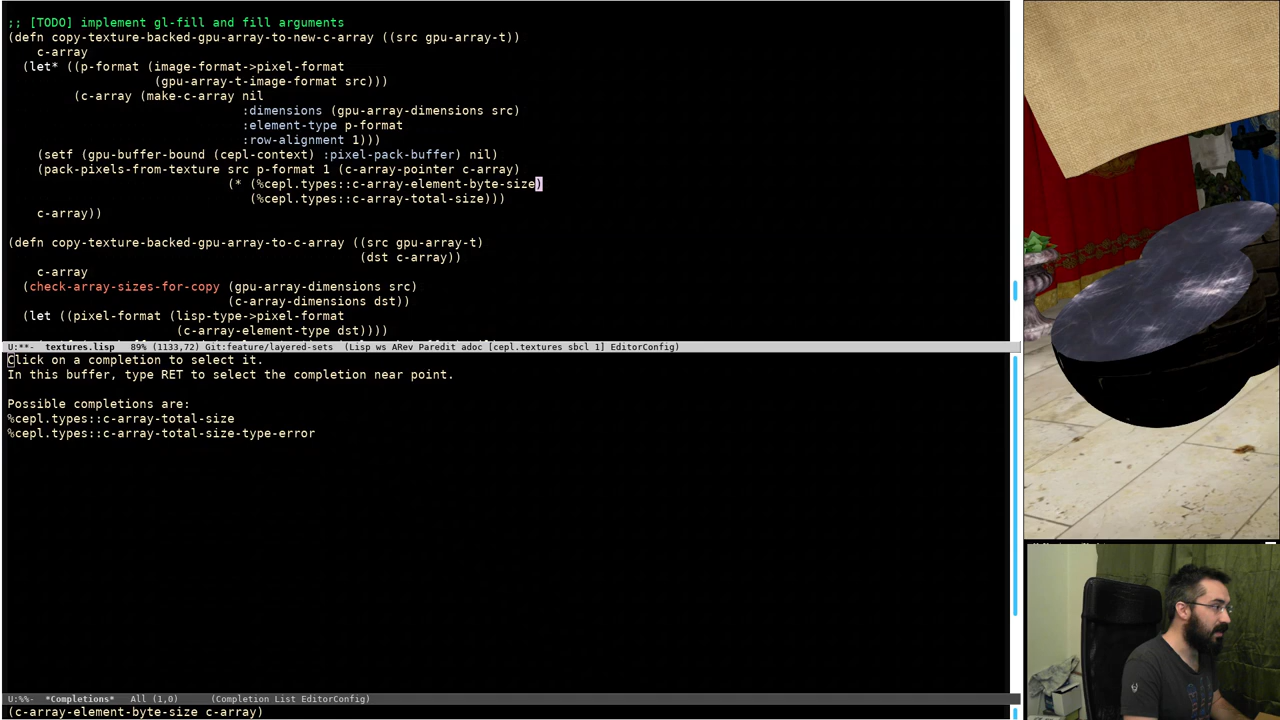 ;; [TODO] implement gl-fill and fill arguments
(defn copy-texture-backed-gpu-array-to-new-c-array ((src gpu-array-t))
    c-array
  (let* ((p-format (image-format->pixel-format
                    (gpu-array-t-image-format src)))
         (c-array (make-c-array nil
                                :dimensions (gpu-array-dimensions src)
                                :element-type p-format
                                :row-alignment 1)))
    (setf (gpu-buffer-bound (cepl-context) :pixel-pack-buffer) nil)
    (pack-pixels-from-texture src p-format 1 (c-array-pointer c-array)
                              (* (%cepl.types::c-array-element-byte-size)
                                 (%cepl.types::c-array-total-size)))
    c-array))
(defn copy-texture-backed-gpu-array-to-c-array ((src gpu-array-t)
                                                (dst c-array))
    c-array
  (check-array-sizes-for-copy (gpu-array-dimensions src)
                              (c-array-dimensions dst))
  (let ((pixel-format (lisp-type->pixel-format
                       (c-array-element-type dst))))
U:**-  textures.lisp   89% (1133,72) Git:feature/layered-sets  (Lisp ws ARev Paredit adoc [cepl.textures sbcl 1] EditorConfig)
Click on a completion to select it.
In this buffer, type RET to select the completion near point.
Possible completions are:
%cepl.types::c-array-total-size
%cepl.types::c-array-total-size-type-error
U:%%-  *Completions*   All (1,0)      (Completion List EditorConfig)
(c-array-element-byte-size c-array)